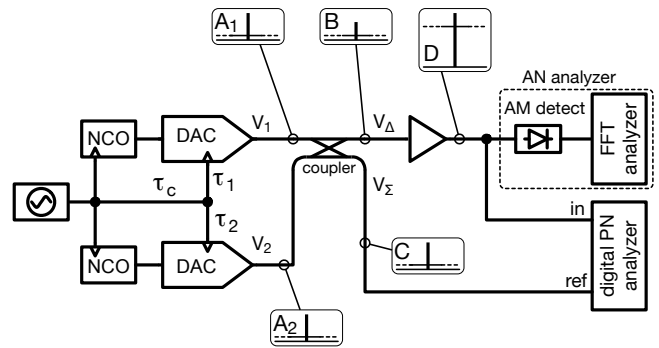 A1
B
D
AN analyzer
AM detect
FFT
analyzer
NCO
DAC
V1
VΔ
coupler
τc
τ1
τ2
VΣ
in
digital PN
analyzer
ref
NCO
DAC
V2
C
A2